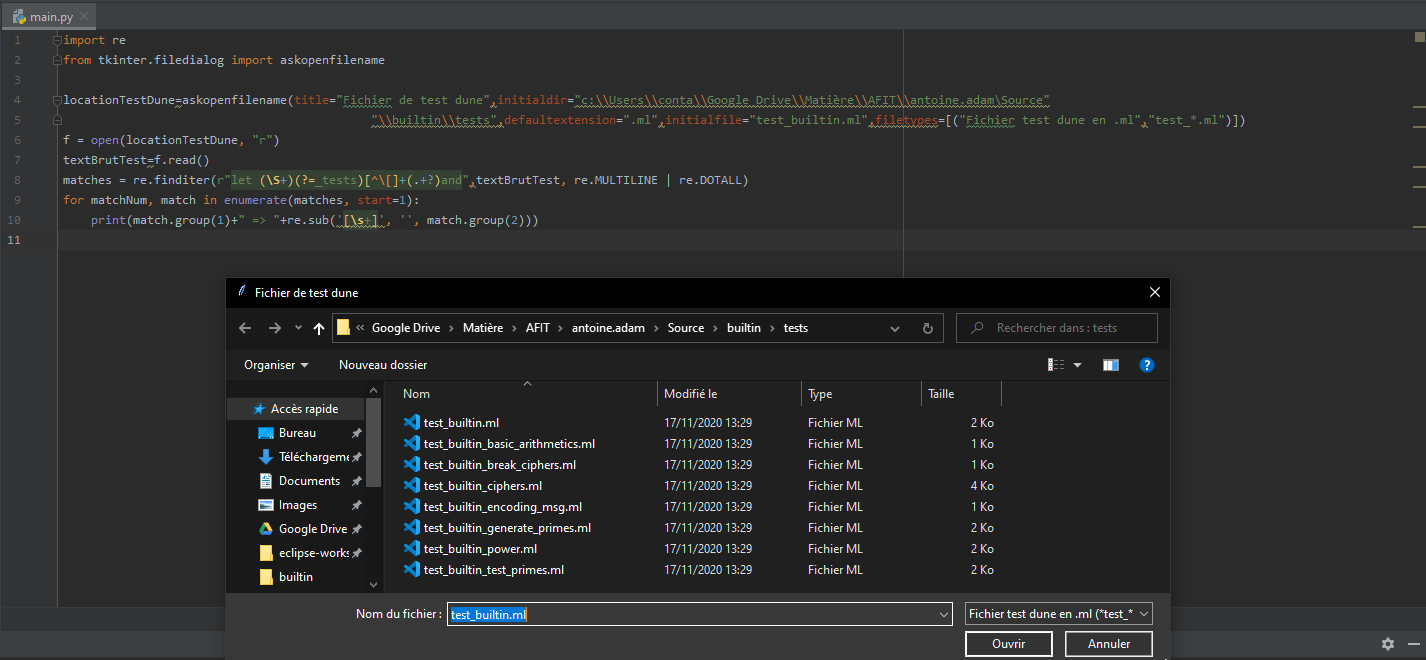 main.py
1 import re
2 from tkinter.filedialog import askopenfilename
3
4 locationTestDune=askopenfilename(title="Fichier de test dune",initialdir="c:\\Users\\conta\\Google Drive\\Matière\\AFIT\\antoine.adam\Source"
5 "\\builtin\\tests",defaultextension=".ml",initialfile="test_builtin.ml",filetypes=[("Fichier test dune en .ml","test_*.ml")])
6 f = open(locationTestDune, "r")
7 textBrutTest=f.read()
8 matches = re.finditer(r"let (\S+)(?=_tests)[^\[]+(.+?)and",textBrutTest, re.MULTILINE | re.DOTALL)
9 for matchNum, match in enumerate(matches, start=1):
10 print(match.group(1)+" => "+re.sub('[\s+]', '', match.group(2)))
11
Fichier de test dune
« Google Drive › Matière › AFIT › antoine.adam › Source › builtin › tests
Rechercher dans : tests
Organiser Nouveau dossier
Nom Modifié le Type Taille
Accès rapide
Bureau
Téléchargeme
Documents
Images
Google Drive
eclipse-works
builtin
test_builtin.ml 17/11/2020 13:29 Fichier ML 2 Ko
test_builtin_basic_arithmetics.ml 17/11/2020 13:29 Fichier ML 1 Ko
test_builtin_break_ciphers.ml 17/11/2020 13:29 Fichier ML 1 Ko
test_builtin_ciphers.ml 17/11/2020 13:29 Fichier ML 4 Ko
test_builtin_encoding_msg.ml 17/11/2020 13:29 Fichier ML 1 Ko
test_builtin_generate_primes.ml 17/11/2020 13:29 Fichier ML 2 Ko
test_builtin_power.ml 17/11/2020 13:29 Fichier ML 2 Ko
test_builtin_test_primes.ml 17/11/2020 13:29 Fichier ML 2 Ko
Nom du fichier : test_builtin.ml
Fichier test dune en .ml (*test_*
Ouvrir Annuler